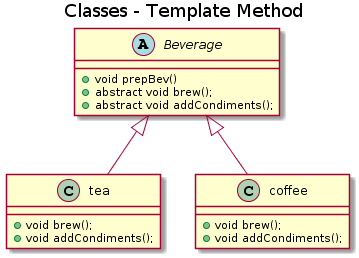 Classes - Template Method
A Beverage
void prepBev()
abstract void brew();
abstract void addCondiments();
C tea
void brew();
void addCondiments();
C coffee
void brew();
void addCondiments();